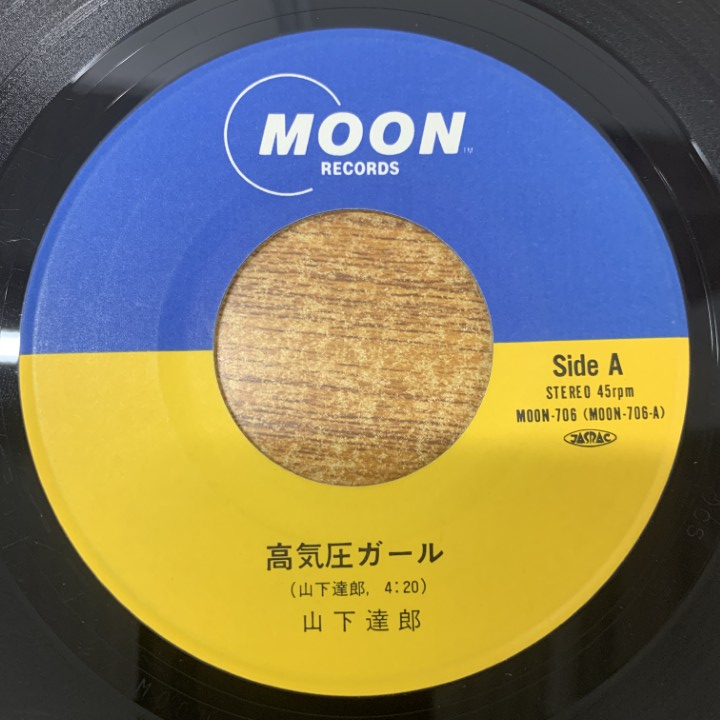 MOON
TM
RECORDS
Side A
STEREO 45rpm
MOON-706 (MOON-706-A)
JASRAC
高気圧ガール
(山下達郎, 4:20)
山下達郎